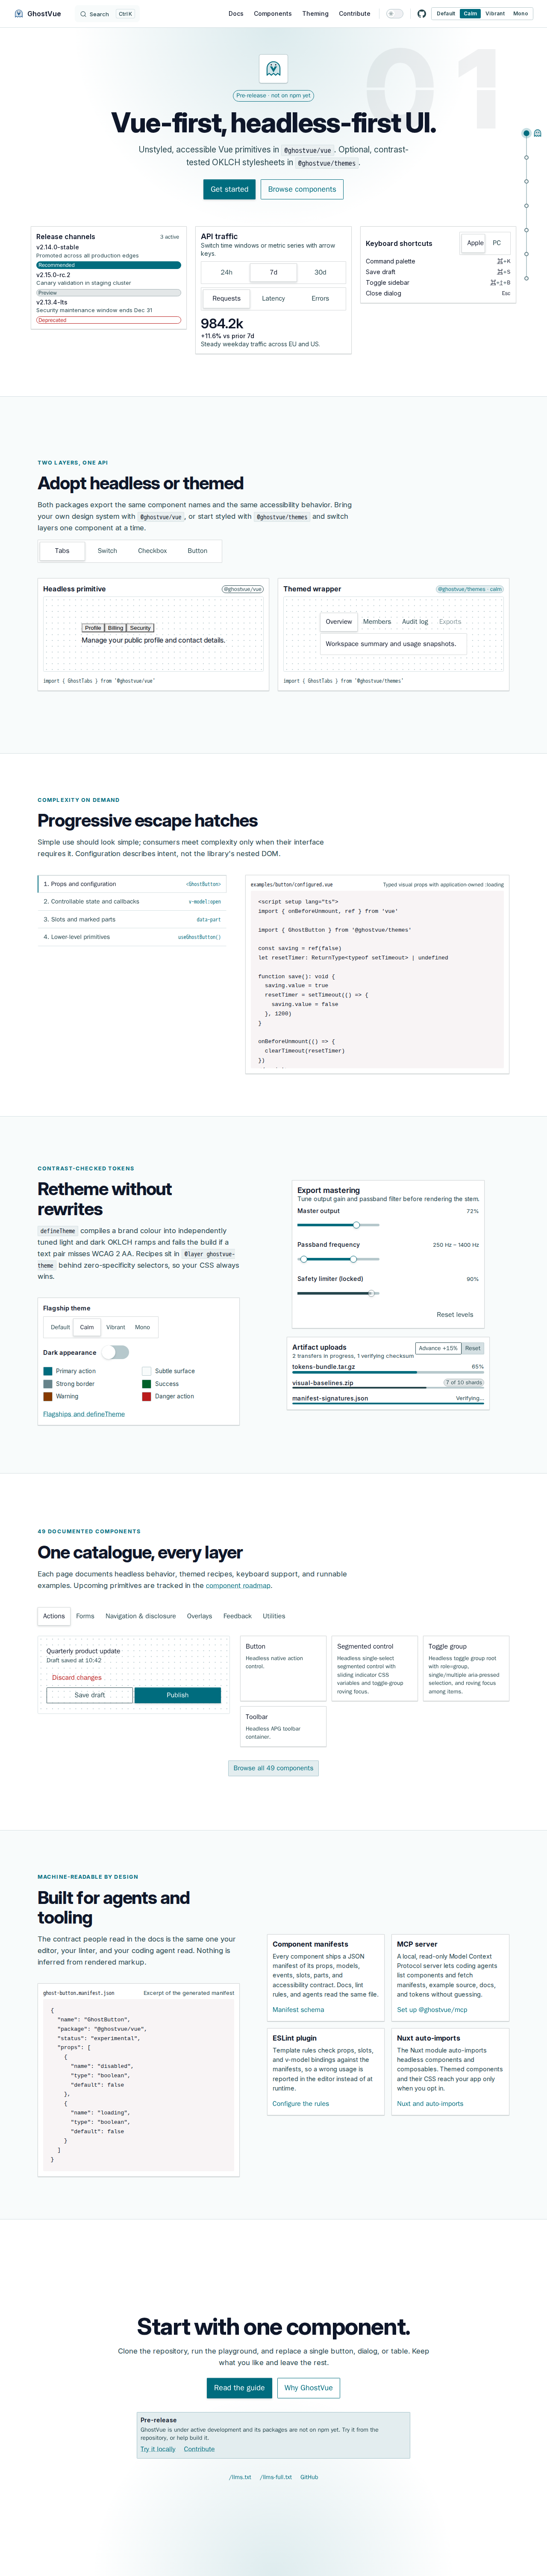 GhostVue
Search
Ctrl K
Docs
Components
Theming
Contribute
Default
Calm
Vibrant
Mono
01
Pre-release · not on npm yet
Vue-first, headless-first UI.
Unstyled, accessible Vue primitives in @ghostvue/vue. Optional, contrast-
tested OKLCH stylesheets in @ghostvue/themes.
Get started
Browse components
Release channels
3 active
v2.14.0-stable
Promoted across all production edges
Recommended
v2.15.0-rc.2
Canary validation in staging cluster
Preview
v2.13.4-lts
Security maintenance window ends Dec 31
Deprecated
API traffic
Switch time windows or metric series with arrow
keys.
24h
7d
30d
Requests
Latency
Errors
984.2k
+11.6% vs prior 7d
Steady weekday traffic across EU and US.
Keyboard shortcuts
Apple
PC
Command palette
⌘+K
Save draft
⌘+S
Toggle sidebar
⌘+⇧+B
Close dialog
Esc
TWO LAYERS, ONE API
Adopt headless or themed
Both packages export the same component names and the same accessibility behavior. Bring
your own design system with @ghostvue/vue, or start styled with @ghostvue/themes and switch
layers one component at a time.
Tabs
Switch
Checkbox
Button
Headless primitive
@ghostvue/vue
Profile
Billing
Security
Manage your public profile and contact details.
import { GhostTabs } from '@ghostvue/vue'
Themed wrapper
@ghostvue/themes · calm
Overview
Members
Audit log
Exports
Workspace summary and usage snapshots.
import { GhostTabs } from '@ghostvue/themes'
COMPLEXITY ON DEMAND
Progressive escape hatches
Simple use should look simple; consumers meet complexity only when their interface
requires it. Configuration describes intent, not the library's nested DOM.
1. Props and configuration
<GhostButton>
2. Controllable state and callbacks
v-model:open
3. Slots and marked parts
data-part
4. Lower-level primitives
useGhostButton()
examples/button/configured.vue
Typed visual props with application-owned :loading
<script setup lang="ts">
import { onBeforeUnmount, ref } from 'vue'
import { GhostButton } from '@ghostvue/themes'
const saving = ref(false)
let resetTimer: ReturnType<typeof setTimeout> | undefined
function save(): void {
saving.value = true
resetTimer = setTimeout(() => {
saving.value = false
}, 1200)
}
onBeforeUnmount(() => {
clearTimeout(resetTimer)
})
CONTRAST-CHECKED TOKENS
Retheme without
rewrites
defineTheme compiles a brand colour into independently
tuned light and dark OKLCH ramps and fails the build if a
text pair misses WCAG 2 AA. Recipes sit in @layer ghostvue-
theme behind zero-specificity selectors, so your CSS always
wins.
Flagship theme
Default
Calm
Vibrant
Mono
Dark appearance
Primary action
Subtle surface
Strong border
Success
Warning
Danger action
Flagships and defineTheme
Export mastering
Tune output gain and passband filter before rendering the stem.
Master output
72%
Passband frequency
250 Hz – 1400 Hz
Safety limiter (locked)
90%
Reset levels
Artifact uploads
2 transfers in progress, 1 verifying checksum
Advance +15%
Reset
tokens-bundle.tar.gz
65%
visual-baselines.zip
7 of 10 shards
manifest-signatures.json
Verifying...
49 DOCUMENTED COMPONENTS
One catalogue, every layer
Each page documents headless behavior, themed recipes, keyboard support, and runnable
examples. Upcoming primitives are tracked in the component roadmap.
Actions
Forms
Navigation & disclosure
Overlays
Feedback
Utilities
Quarterly product update
Draft saved at 10:42
Discard changes
Save draft
Publish
Button
Headless native action
control.
Segmented control
Headless single-select
segmented control with
sliding indicator CSS
variables and toggle-group
roving focus.
Toggle group
Headless toggle group root
with role=group,
single/multiple aria-pressed
selection, and roving focus
among items.
Toolbar
Headless APG toolbar
container.
Browse all 49 components
MACHINE-READABLE BY DESIGN
Built for agents and
tooling
The contract people read in the docs is the same one your
editor, your linter, and your coding agent read. Nothing is
inferred from rendered markup.
ghost-button.manifest.json
Excerpt of the generated manifest
{
"name": "GhostButton",
"package": "@ghostvue/vue",
"status": "experimental",
"props": [
{
"name": "disabled",
"type": "boolean",
"default": false
},
{
"name": "loading",
"type": "boolean",
"default": false
}
]
}
Component manifests
Every component ships a JSON
manifest of its props, models,
events, slots, parts, and
accessibility contract. Docs, lint
rules, and agents read the same file.
Manifest schema
MCP server
A local, read-only Model Context
Protocol server lets coding agents
list components and fetch
manifests, example source, docs,
and tokens without guessing.
Set up @ghostvue/mcp
ESLint plugin
Template rules check props, slots,
and v-model bindings against the
manifests, so a wrong usage is
reported in the editor instead of at
runtime.
Configure the rules
Nuxt auto-imports
The Nuxt module auto-imports
headless components and
composables. Themed components
and their CSS reach your app only
when you opt in.
Nuxt and auto-imports
Start with one component.
Clone the repository, run the playground, and replace a single button, dialog, or table. Keep
what you like and leave the rest.
Read the guide
Why GhostVue
Pre-release
GhostVue is under active development and its packages are not on npm yet. Try it from the
repository, or help build it.
Try it locally
Contribute
/llms.txt
/llms-full.txt
GitHub